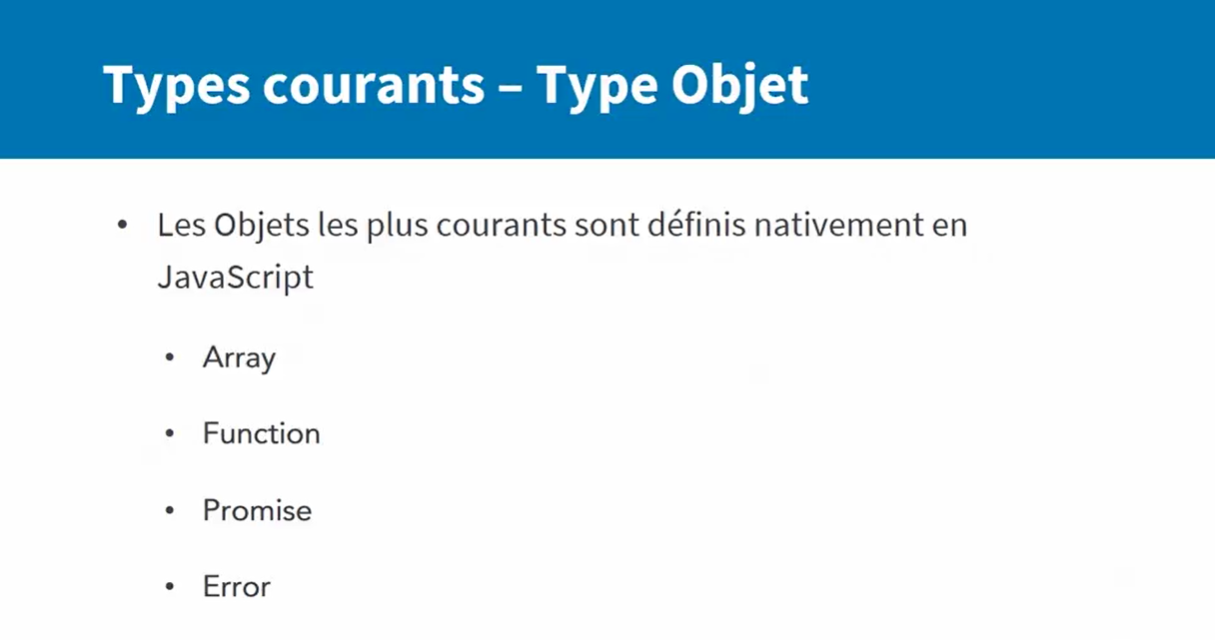 Types courants – Type Objet
• Les Objets les plus courants sont définis nativement en
JavaScript
• Array
• Function
• Promise
• Error